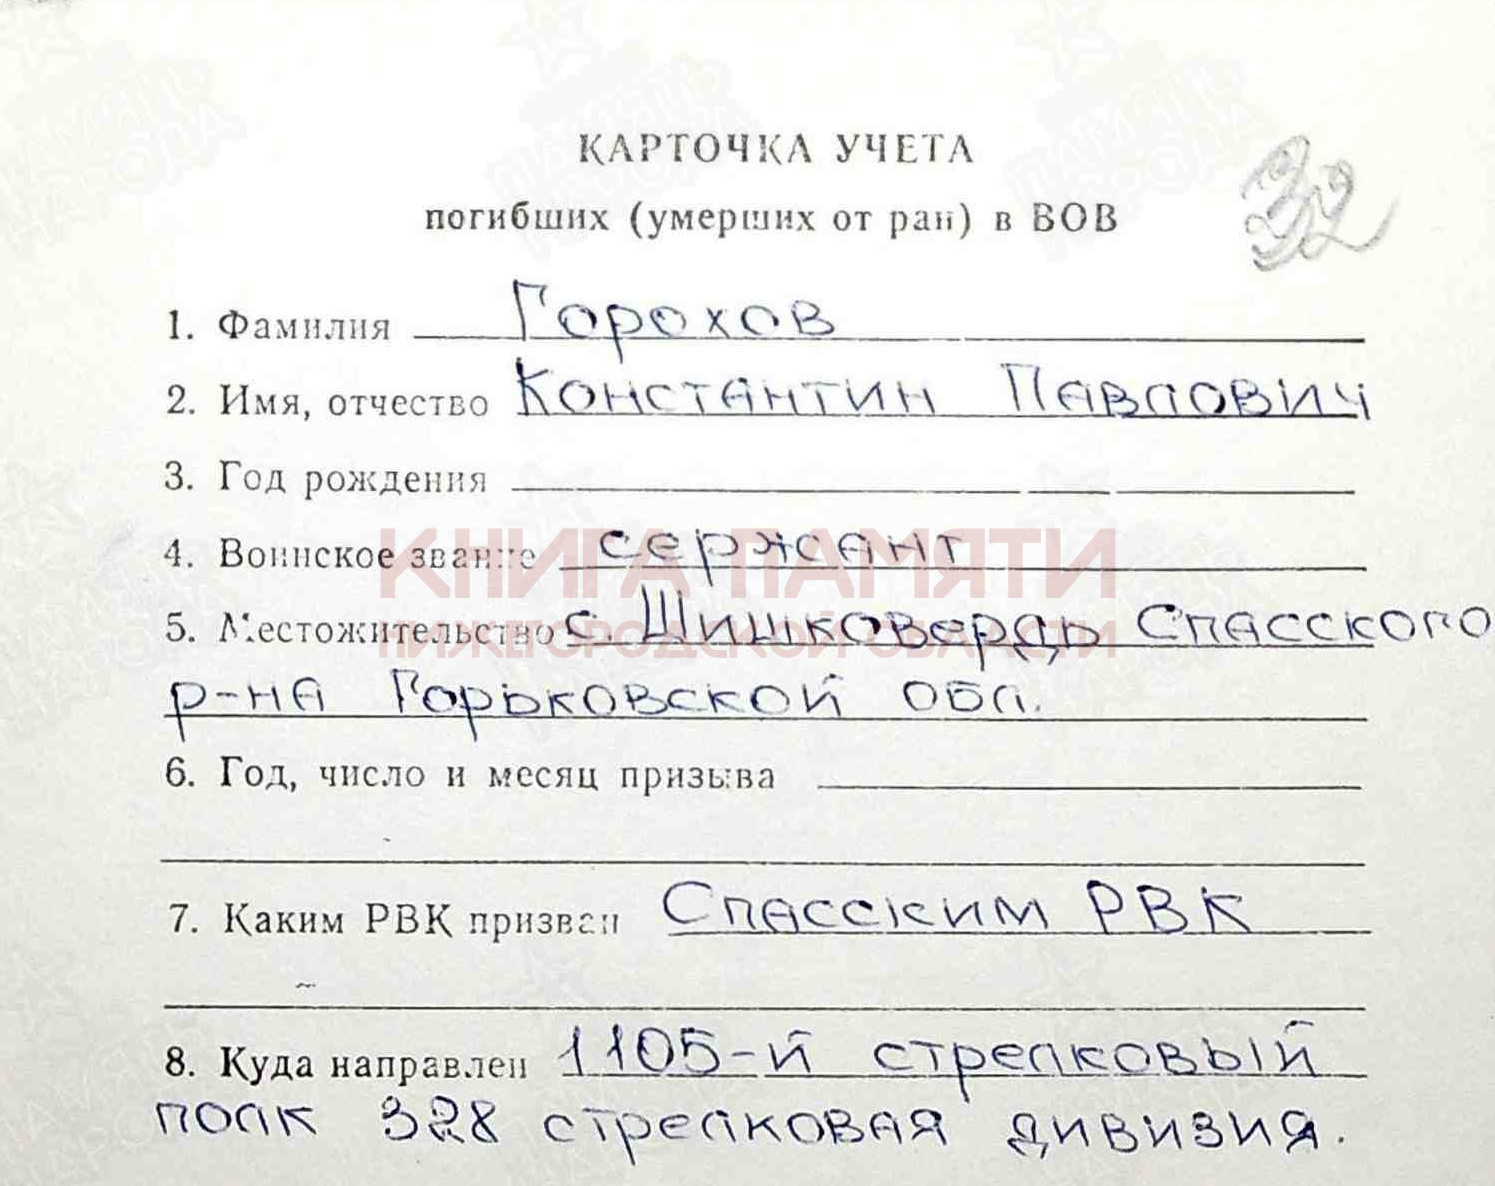 КАРТОЧКА УЧЕТА
32
погибших (умерших от ран) в ВОВ
1. Фамилия Горохов
2. Имя, отчество Константин Павлович
3. Год рождения
4. Воинское звание сержант
КНИГА ПАМЯТИ
5. Местожительство с. Шишковердь Спасского
НИЖЕГОРОДСКОЙ ОБЛАСТИ
р-на Горьковской обл.
6. Год, число и месяц призыва
7. Каким РВК призван Спасским РВК
8. Куда направлен 1105-й стрелковый
полк 328 стрелковая дивизия.